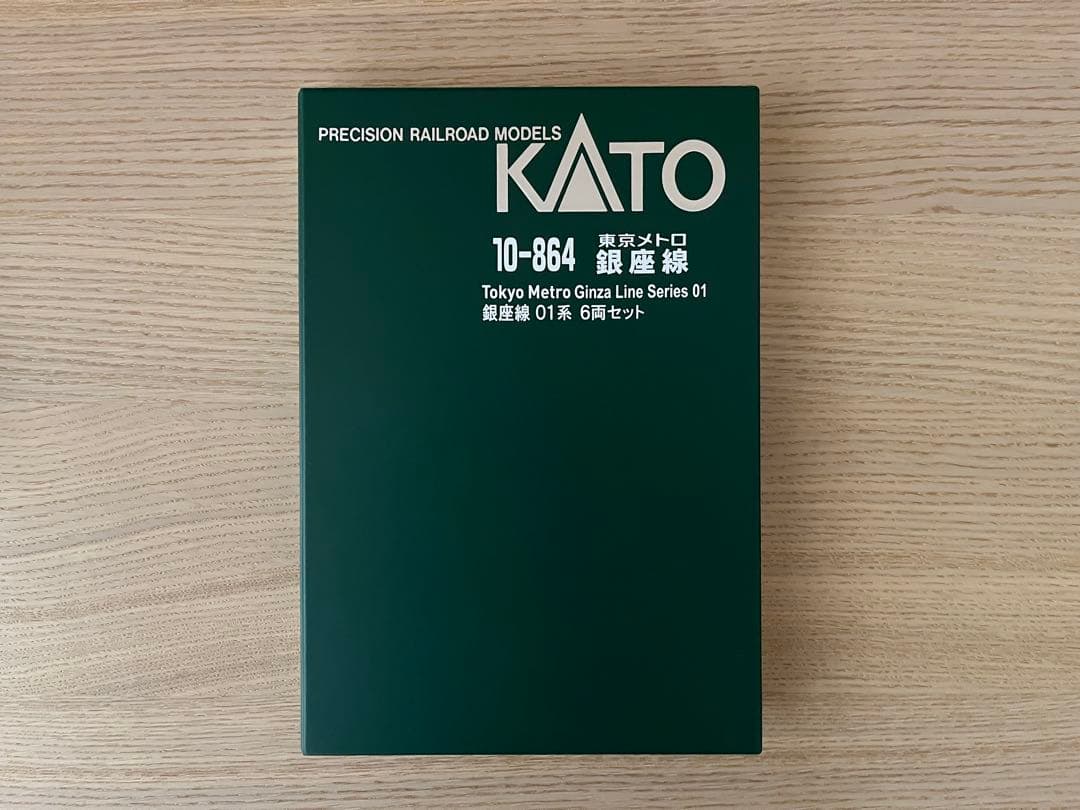 PRECISION RAILROAD MODELS
KATO
10-864 東京メトロ
銀座線
Tokyo Metro Ginza Line Series 01
銀座線 01系 6両セット